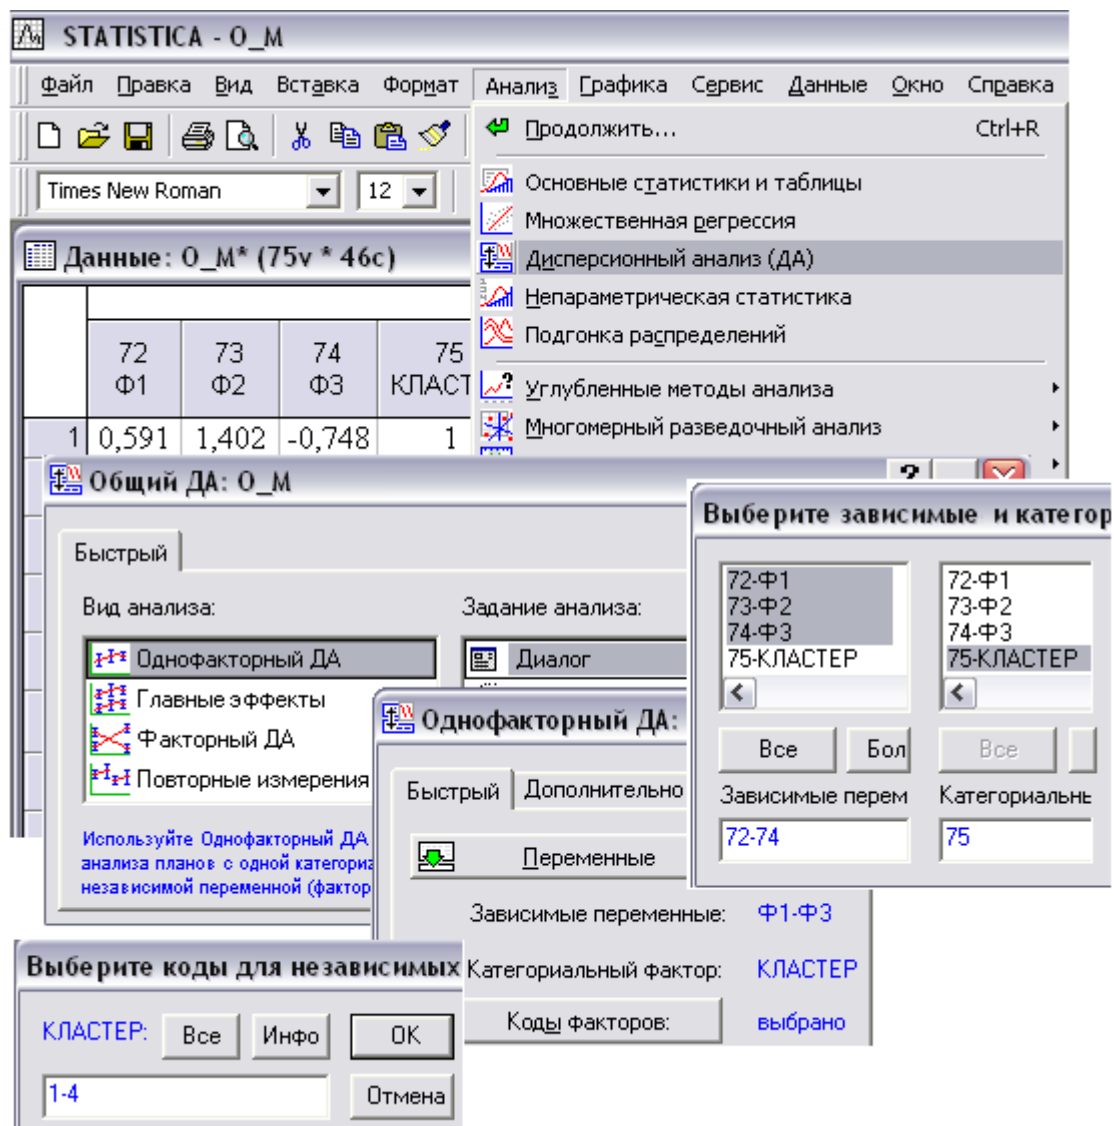 STATISTICA - O_M
Файл Правка Вид Вставка Формат Анализ Графика Сервис Данные Окно Справка
Продолжить... Ctrl+R
Times New Roman 12
Основные статистики и таблицы
Множественная регрессия
Дисперсионный анализ (ДА)
Непараметрическая статистика
Подгонка распределений
Углубленные методы анализа
Многомерный разведочный анализ
Данные: O_M* (75v * 46c)
72 73 74 75
Ф1 Ф2 Ф3 КЛАСТ
1 0,591 1,402 -0,748 1
Общий ДА: O_M
?
Быстрый
Вид анализа: Задание анализа:
Однофакторный ДА Диалог
Главные эффекты
Факторный ДА
Повторные измерения
Используйте Однофакторный ДА
анализа планов с одной категориа
независимой переменной (фактор
Выберите зависимые и категор
72-Ф1 72-Ф1
73-Ф2 73-Ф2
74-Ф3 74-Ф3
75-КЛАСТЕР 75-КЛАСТЕР
Все Бол Все
Зависимые перем Категориальны
72-74 75
Однофакторный ДА:
Быстрый Дополнительно
Переменные
Зависимые переменные: Ф1-Ф3
Категориальный фактор: КЛАСТЕР
Коды факторов: выбрано
Выберите коды для независимых
КЛАСТЕР: Все Инфо OK
1-4 Отмена